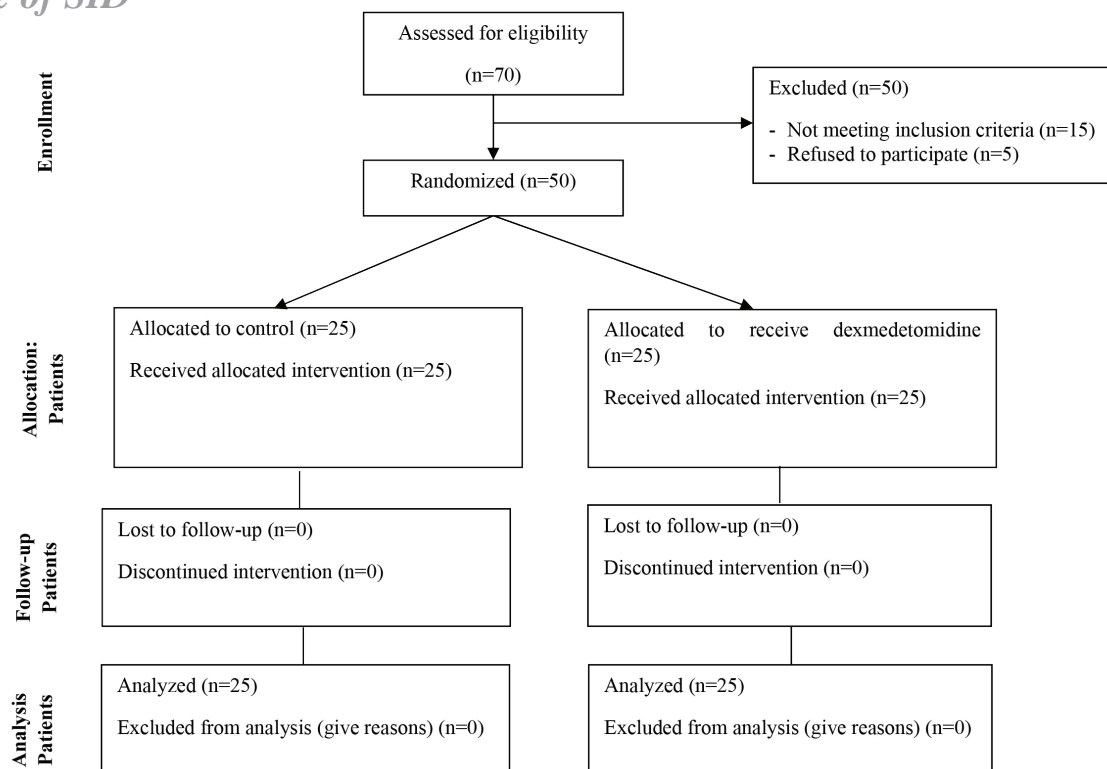 of SID
Assessed for eligibility
(n=70)
Enrollment
Excluded (n=50)
- Not meeting inclusion criteria (n=15)
- Refused to participate (n=5)
Randomized (n=50)
Allocation:
Patients
Allocated to control (n=25)
Received allocated intervention (n=25)
Allocated to receive dexmedetomidine
(n=25)
Received allocated intervention (n=25)
Follow-up
Patients
Lost to follow-up (n=0)
Discontinued intervention (n=0)
Lost to follow-up (n=0)
Discontinued intervention (n=0)
Analysis
Patients
Analyzed (n=25)
Excluded from analysis (give reasons) (n=0)
Analyzed (n=25)
Excluded from analysis (give reasons) (n=0)